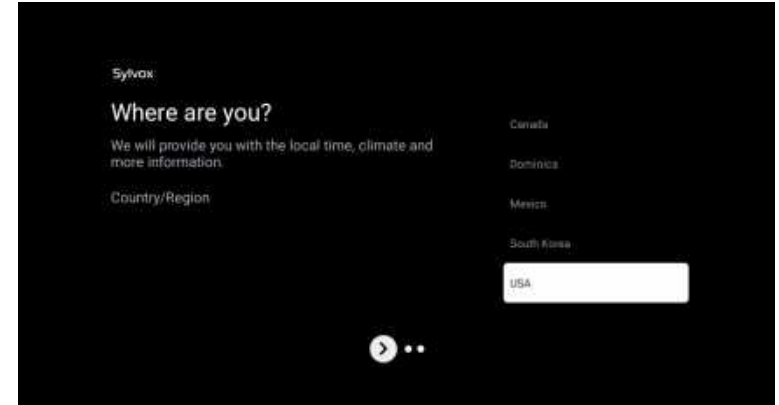 Sylvox
Where are you?
We will provide you with the local time, climate and
more information.
Country/Region
Canada
Dominica
Mexico
South Korea
USA